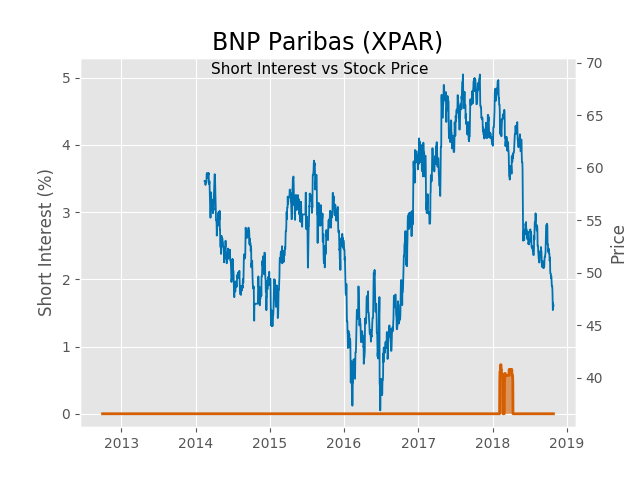 BNP Paribas (XPAR)
Short Interest vs Stock Price
Short Interest (%)
5
4
3
2
1
0
70
65
60
55
50
45
40
Price
2013 2014 2015 2016 2017 2018 2019